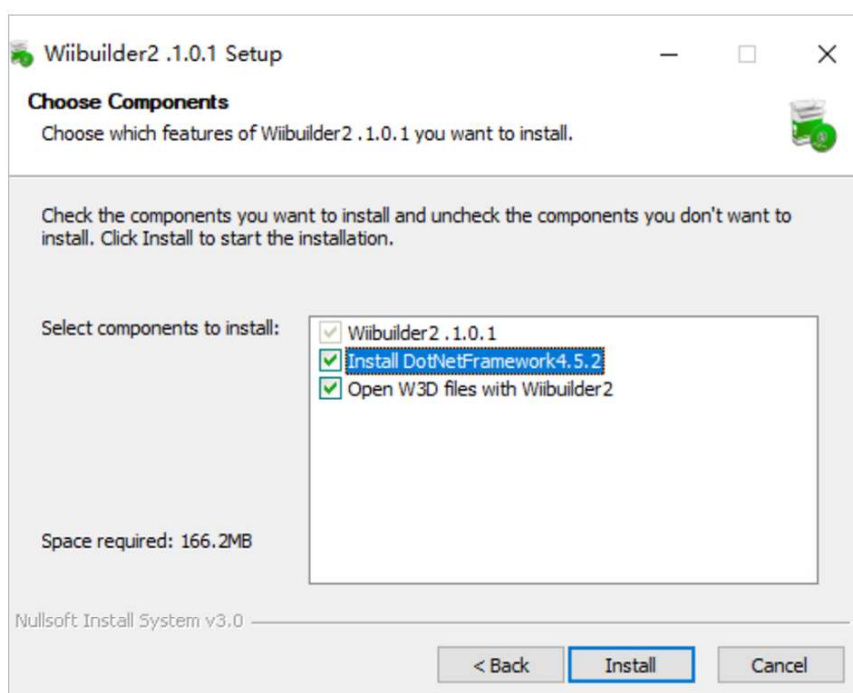 Wiibuilder2 .1.0.1 Setup
Choose Components
Choose which features of Wiibuilder2 .1.0.1 you want to install.
Check the components you want to install and uncheck the components you don't want to
install. Click Install to start the installation.
Select components to install:
Wiibuilder2 .1.0.1
Install DotNetFramework4.5.2
Open W3D files with Wiibuilder2
Space required: 166.2MB
Nullsoft Install System v3.0
< Back
Install
Cancel